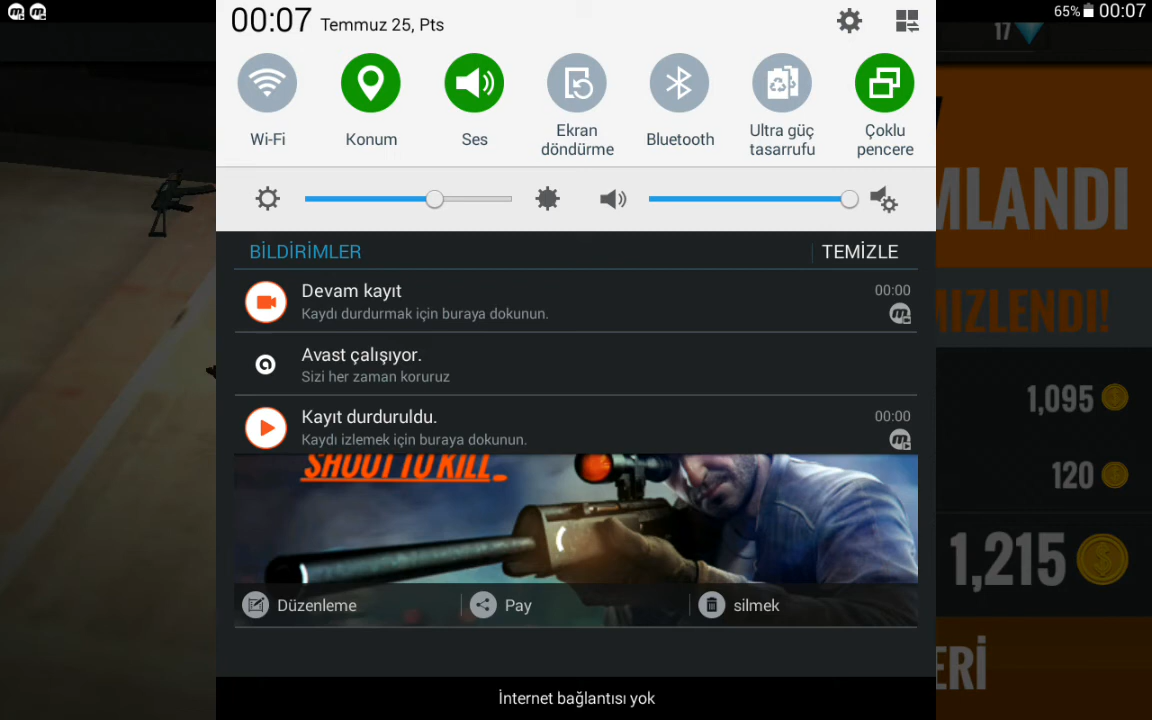 00:07 Temmuz 25, Pts
65% 00:07
17
Wi-Fi
Konum
Ses
Ekran
döndürme
Bluetooth
Ultra güç
tasarrufu
Çoklu
pencere
MLANDI
BİLDİRİMLER
TEMİZLE
MIZLENDI!
Devam kayıt
00:00
Kaydı durdurmak için buraya dokunun.
Avast çalışıyor.
Sizi her zaman koruruz
1,095
Kayıt durduruldu.
00:00
Kaydı izlemek için buraya dokunun.
SHOOT TO KILL
120
1,215
Düzenleme
Pay
silmek
ERİ
İnternet bağlantısı yok